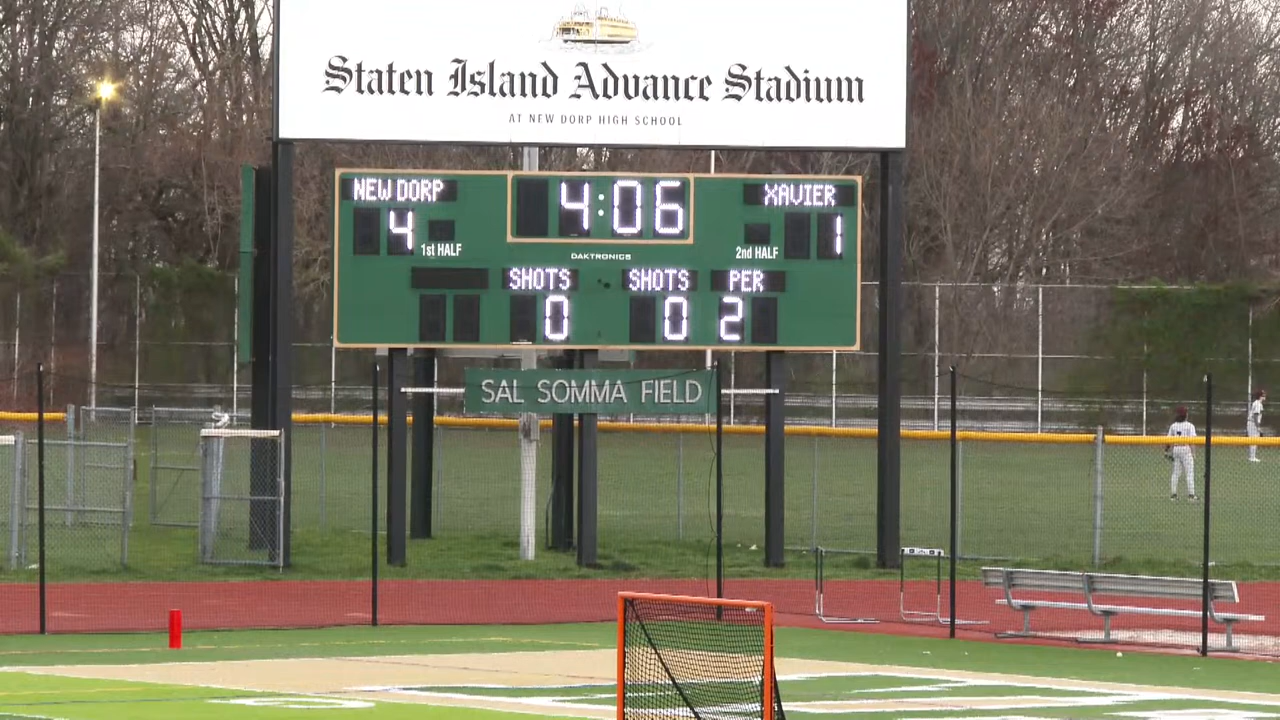 Staten Island Advance Stadium
AT NEW DORP HIGH SCHOOL
NEW DORP 4:06 XAVIER
4 1
1st HALF 2nd HALF
DAKTRONICS
SHOTS SHOTS PER
0 0 2
SAL SOMMA FIELD